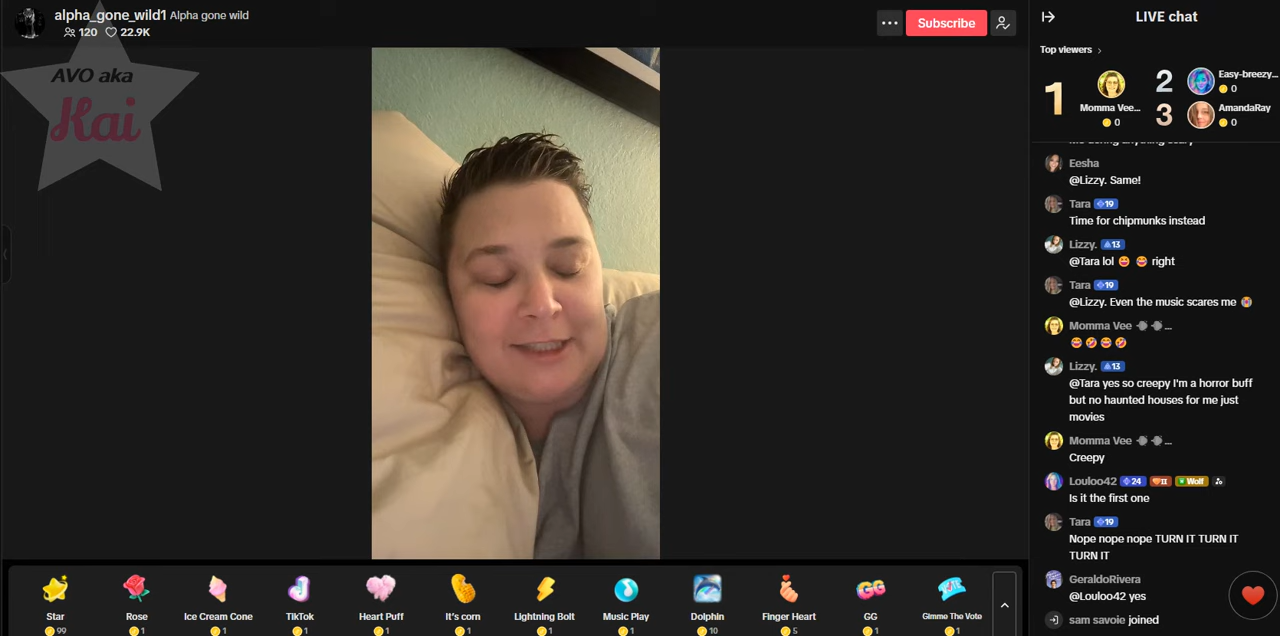 alpha_gone_wild1 Alpha gone wild
120 22.9K
Subscribe
AVO aka
Kai
LIVE chat
Top viewers
1
Momma Vee...
0
2
Easy-breezy...
0
3
AmandaRay
0
Eesha
@Lizzy. Same!
Tara 19
Time for chipmunks instead
Lizzy. 13
@Tara lol right
Tara 19
@Lizzy. Even the music scares me
Momma Vee ...
Lizzy. 13
@Tara yes so creepy I'm a horror buff
but no haunted houses for me just
movies
Momma Vee ...
Creepy
Louloo42 24 II Wolf
Is it the first one
Tara 19
Nope nope nope TURN IT TURN IT
TURN IT
GeraldoRivera
@Louloo42 yes
sam savoie joined
Star
99
Rose
1
Ice Cream Cone
1
TikTok
1
Heart Puff
1
It's corn
1
Lightning Bolt
1
Music Play
1
Dolphin
10
Finger Heart
5
GG
GG
1
Gimme The Vote
1